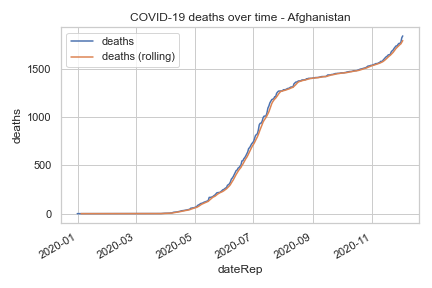 COVID-19 deaths over time - Afghanistan
deaths
deaths (rolling)
1500
1000
500
0
deaths
2020-01
2020-03
2020-05
2020-07
2020-09
2020-11
dateRep